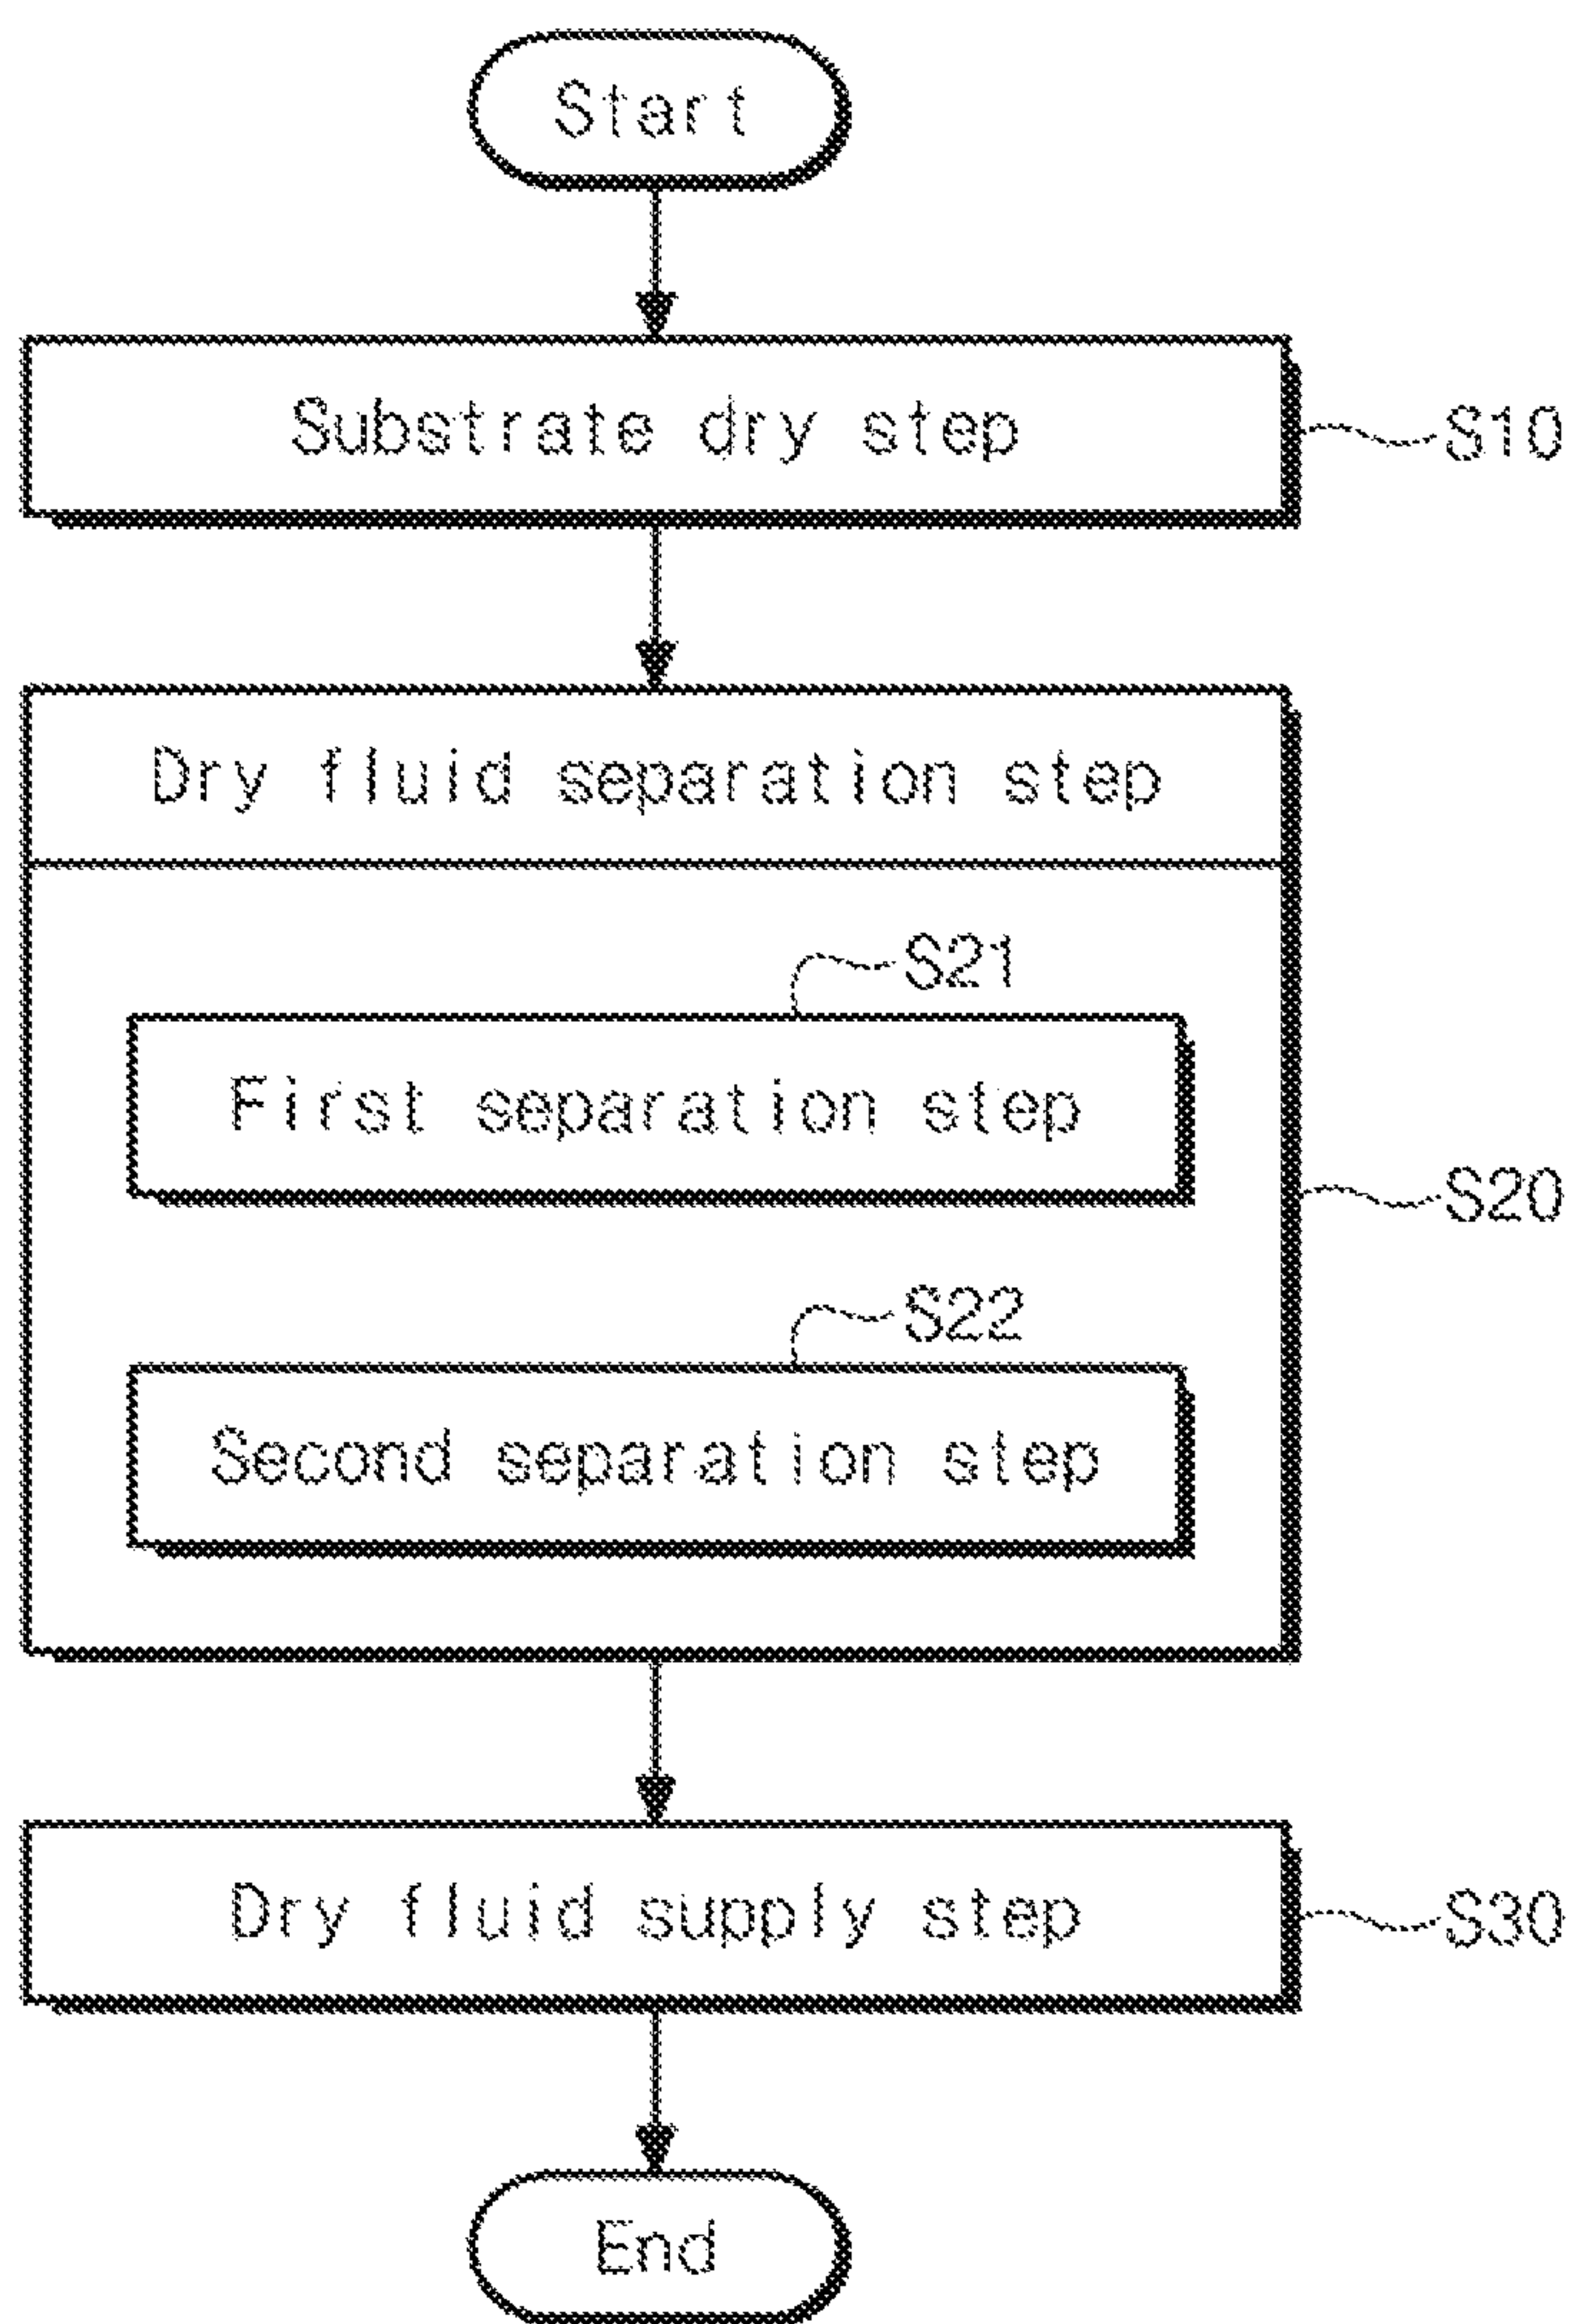 Start
Substrate dry step
S10
Dry fluid separation step
S21
First separation step
S20
S22
Second separation step
Dry fluid supply step
S30
End